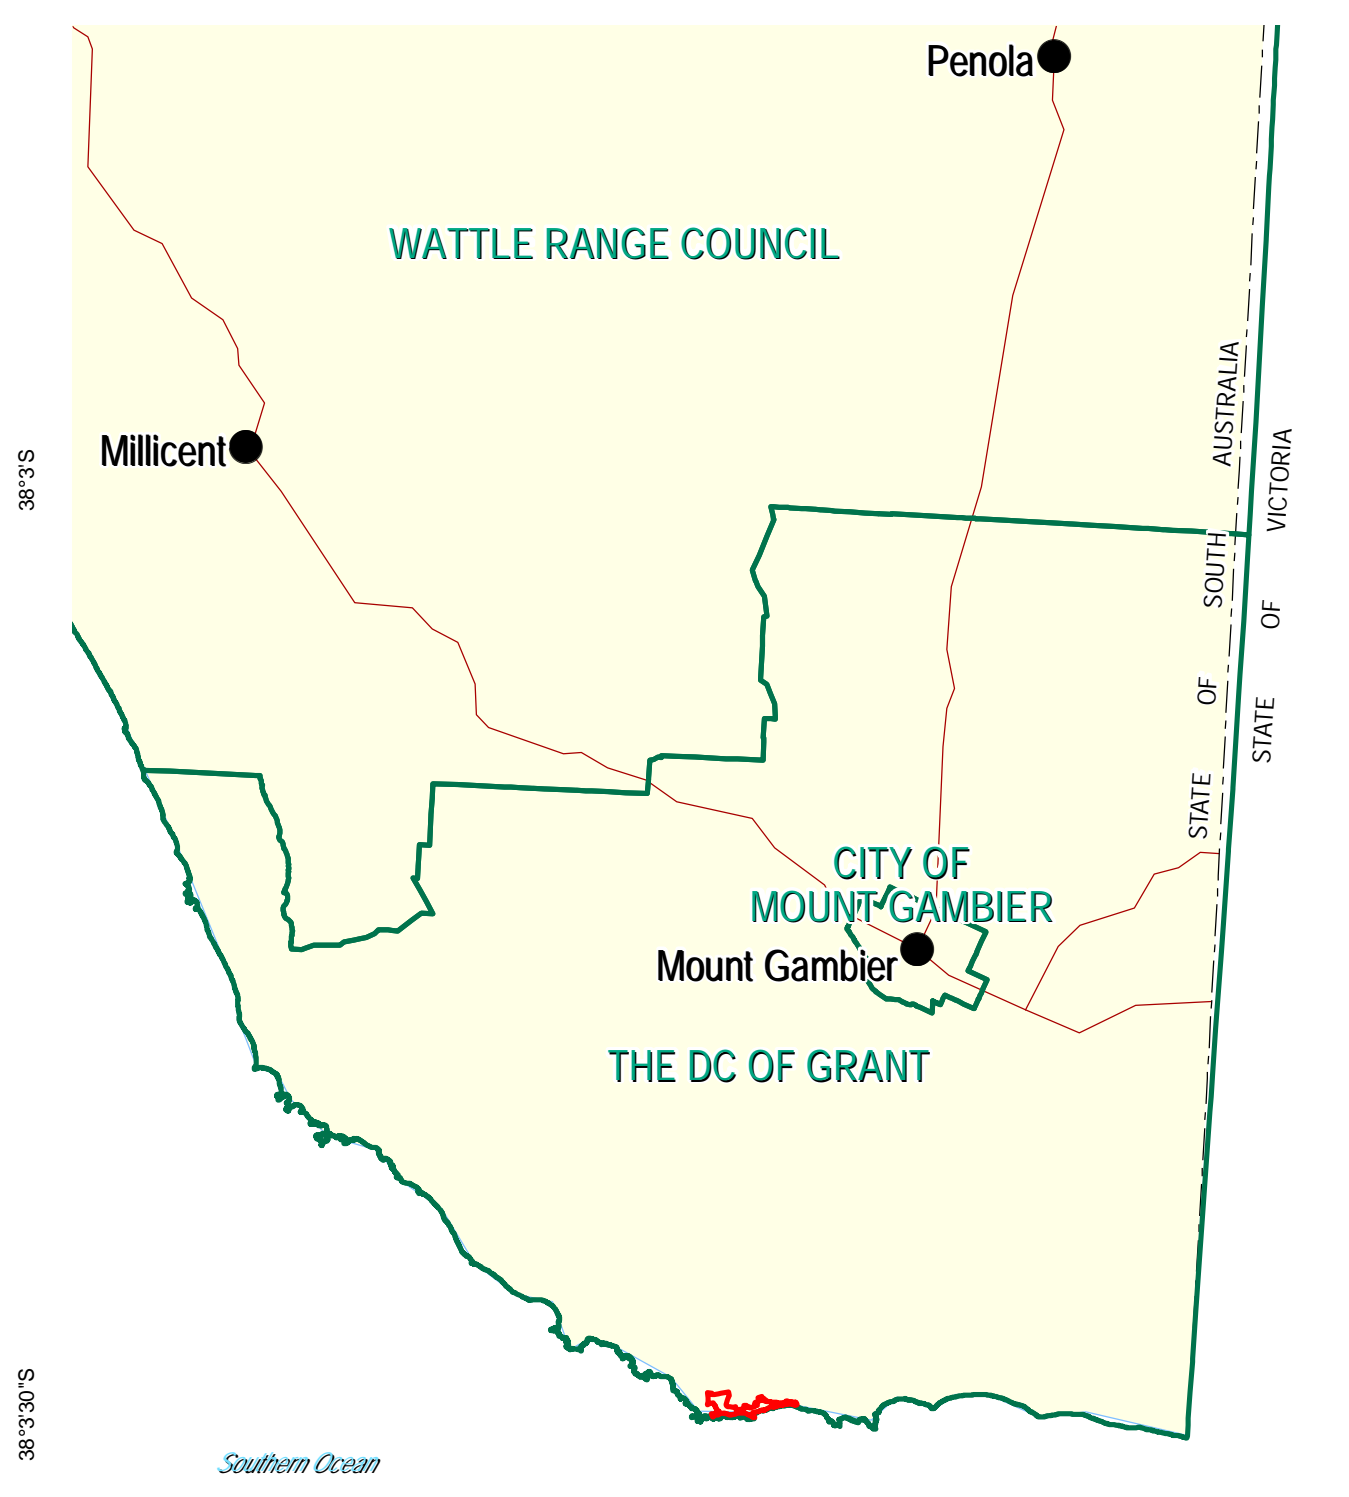 Penola
WATTLE RANGE COUNCIL
Millicent
38°3'S
STATE OF SOUTH AUSTRALIA
STATE OF VICTORIA
CITY OF
MOUNT GAMBIER
Mount Gambier
THE DC OF GRANT
38°3'30"S
Southern Ocean